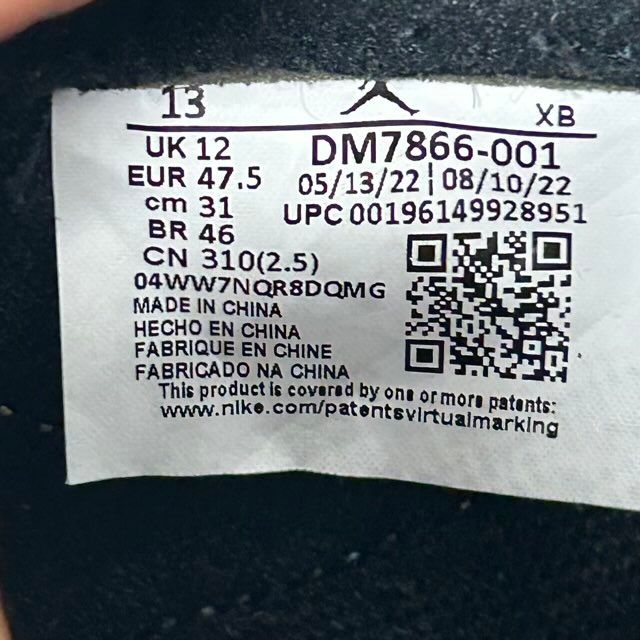 13
XB
UK 12
DM7866-001
EUR 47.5
05/13/22 | 08/10/22
cm 31
UPC 00196149928951
BR 46
CN 310(2.5)
04WW7NQR8DQMG
MADE IN CHINA
HECHO EN CHINA
FABRIQUE EN CHINE
FABRICADO NA CHINA
This product is covered by one or more patents:
www.nike.com/patentsvirtualmarking